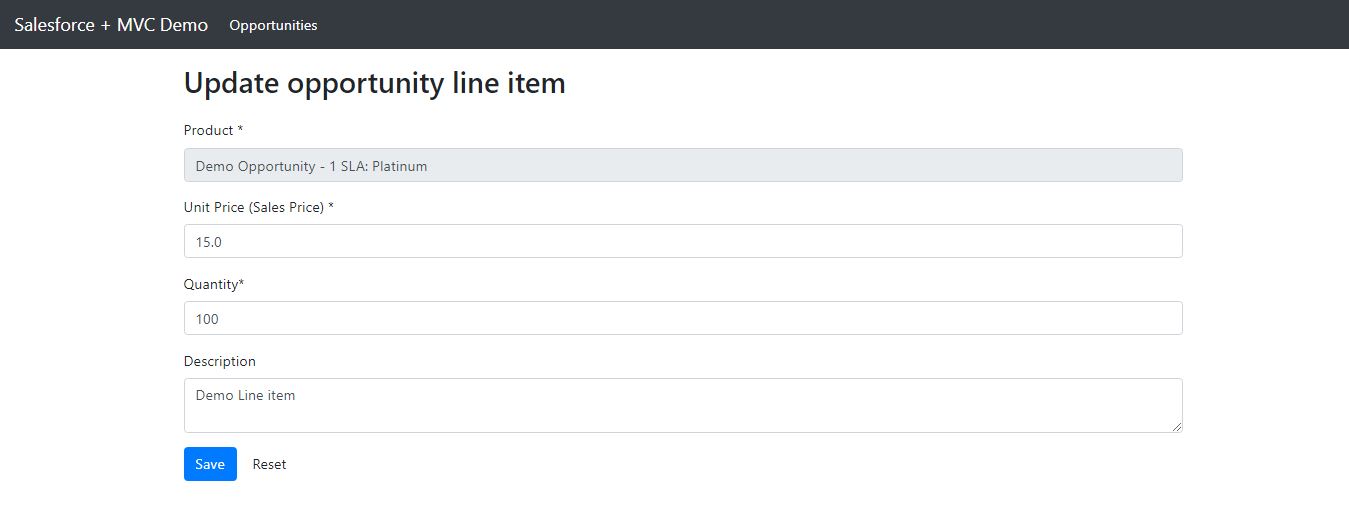 Salesforce + MVC Demo Opportunities
Update opportunity line item
Product *
Demo Opportunity - 1 SLA: Platinum
Unit Price (Sales Price) *
15.0
Quantity*
100
Description
Demo Line item
Save Reset